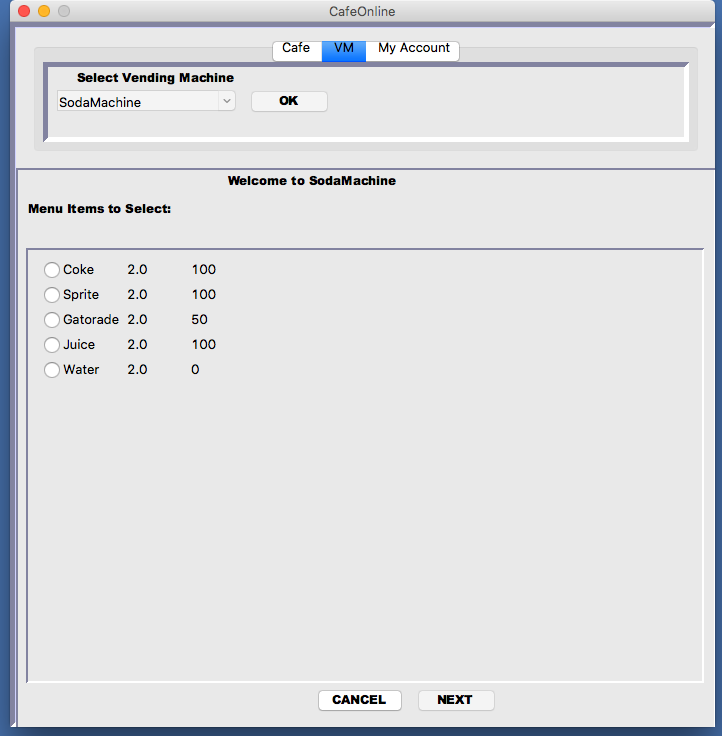 CafeOnline
Cafe VM My Account
Select Vending Machine
SodaMachine OK
Welcome to SodaMachine
Menu Items to Select:
Coke 2.0 100
Sprite 2.0 100
Gatorade 2.0 50
Juice 2.0 100
Water 2.0 0
CANCEL NEXT